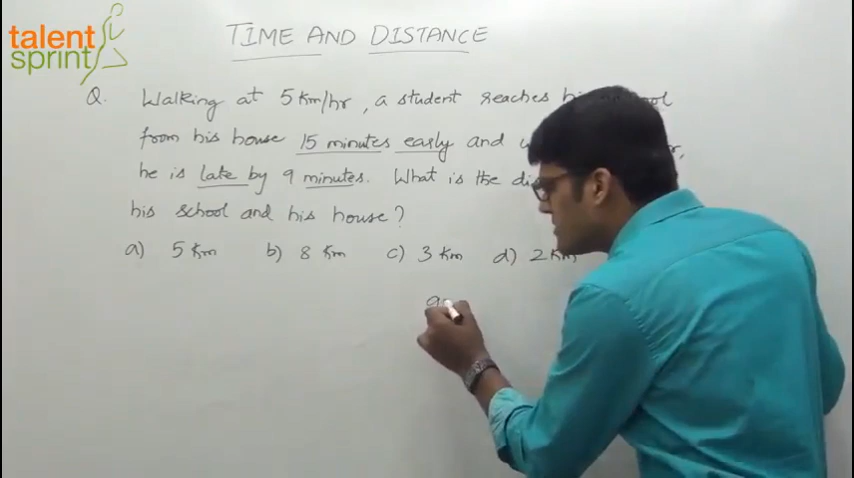 talent
sprint
TIME AND DISTANCE
Q. Walking at 5 Km/hr, a student reaches
from his house 15 minutes early and
he is late by 9 minutes. What is the
his school and his house?
a) 5 Km b) 8 Km c) 3 Km d) 2 Km
9